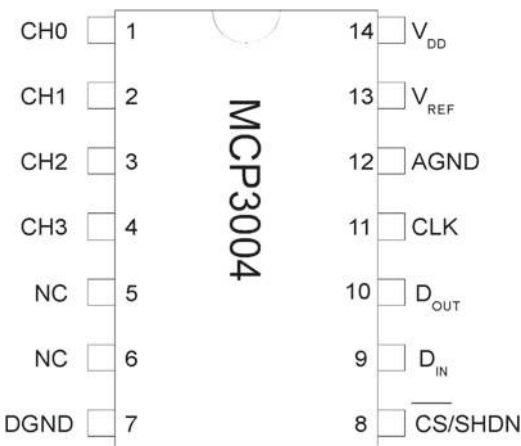 CH0 1 14 VDD
CH1 2 13 VREF
CH2 3 12 AGND
CH3 4 11 CLK
NC 5 10 DOUT
NC 6 9 DIN
DGND 7 8 C̅S̅/SHDN
MCP3004